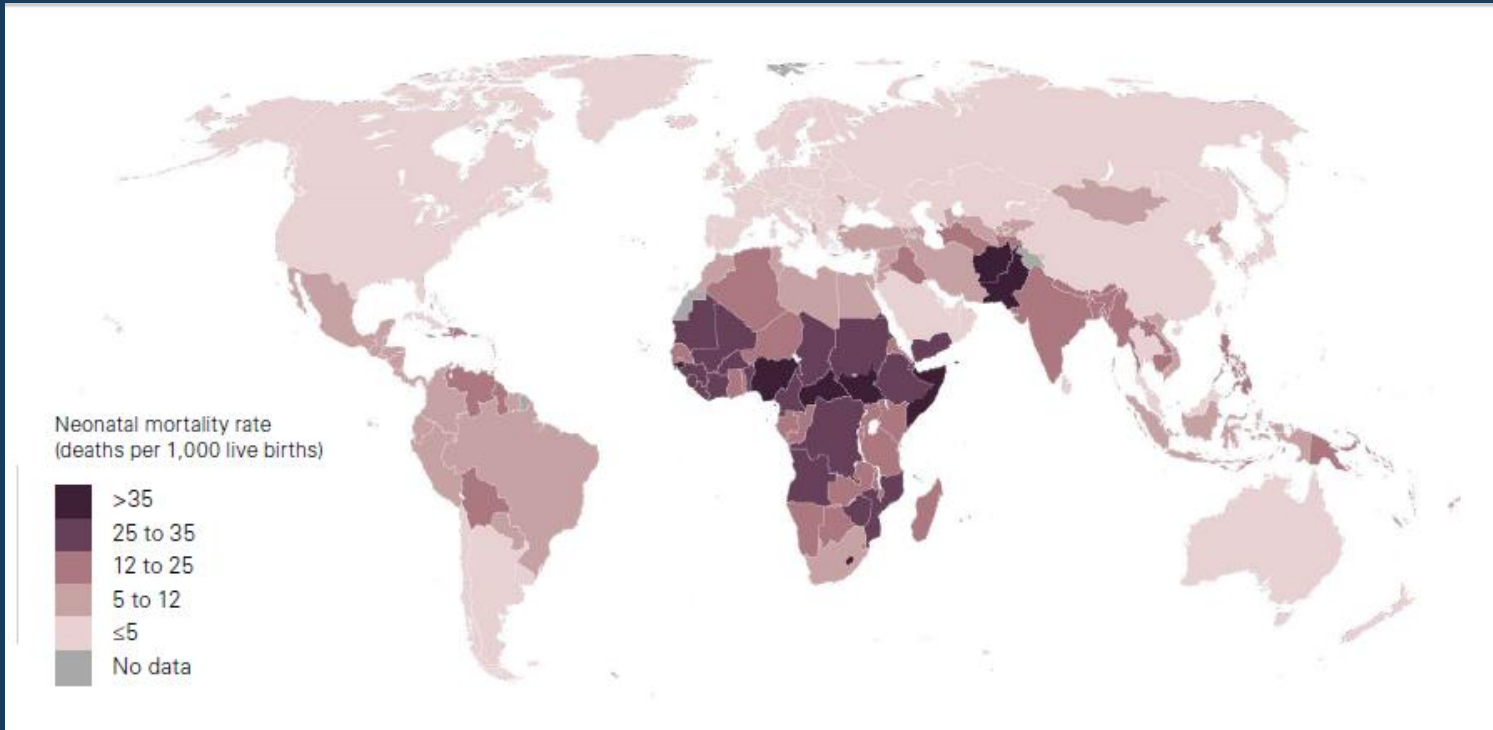 Neonatal mortality rate
(deaths per 1,000 live births)
>35
25 to 35
12 to 25
5 to 12
≤5
No data